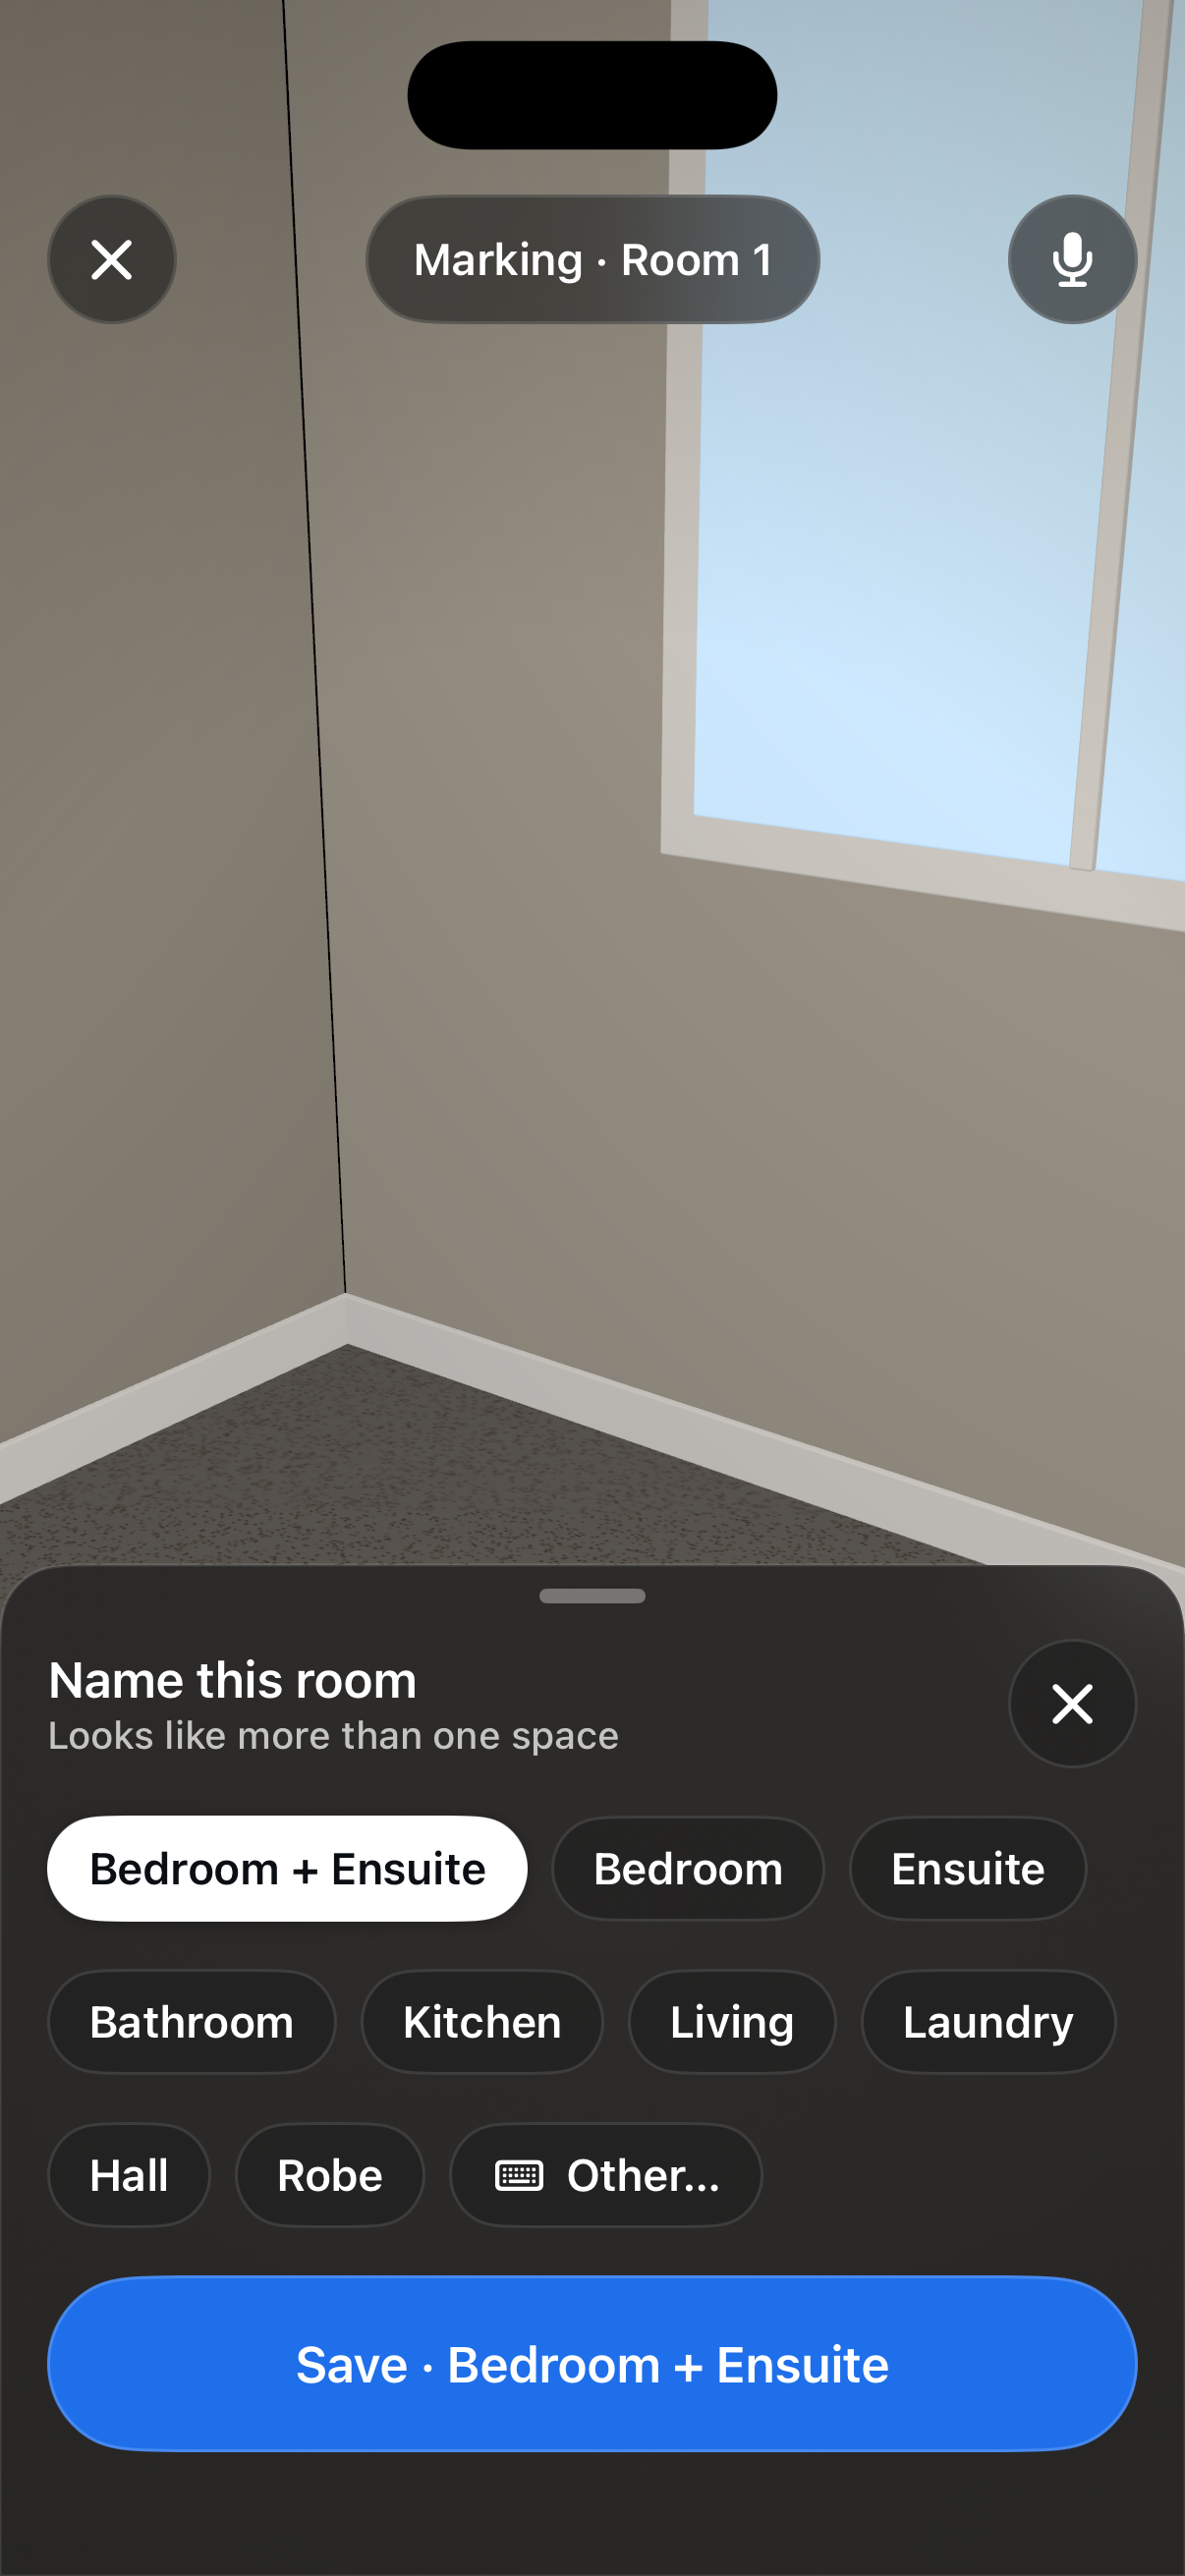 Marking · Room 1
Name this room
Looks like more than one space
Bedroom + Ensuite
Bedroom
Ensuite
Bathroom
Kitchen
Living
Laundry
Hall
Robe
Other...
Save · Bedroom + Ensuite